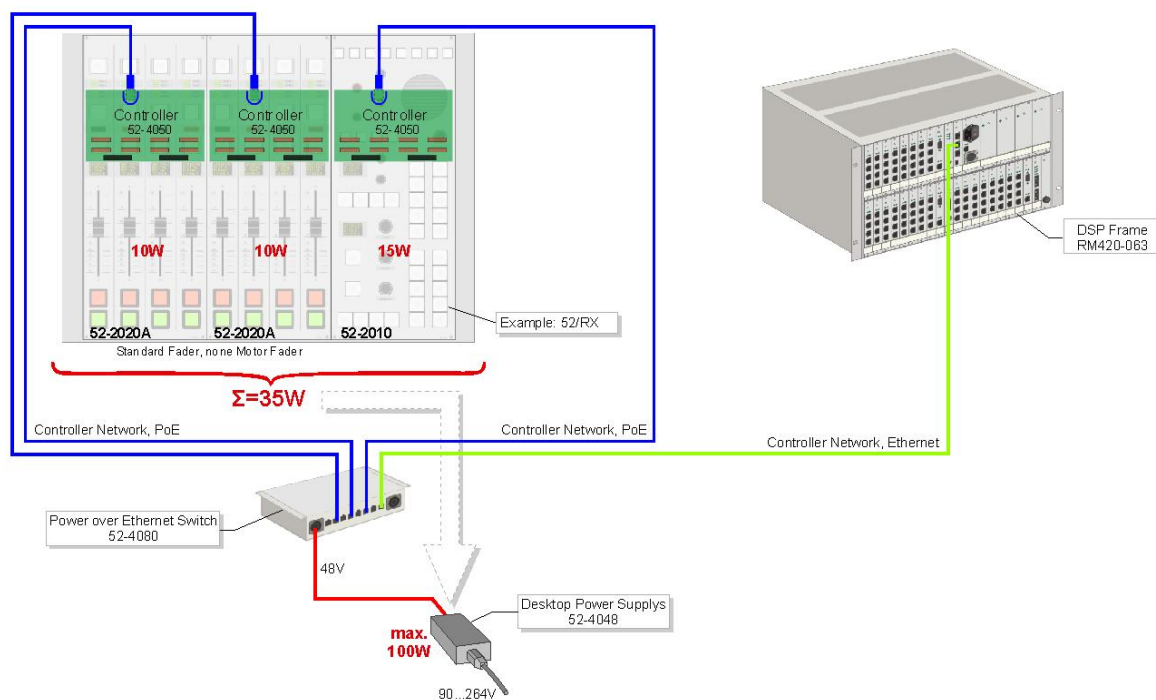 Controller
52-4050
Controller
52-4050
Controller
52-4050
10W
10W
15W
52-2020A
52-2020A
52-2010
Standard Fader, none Motor Fader
Example: 52/RX
DSP Frame
RM420-063
Σ=35W
Controller Network, PoE
Controller Network, PoE
Controller Network, Ethernet
Power over Ethernet Switch
52-4080
48V
Desktop Power Supplys
52-4048
max.
100W
90...264V